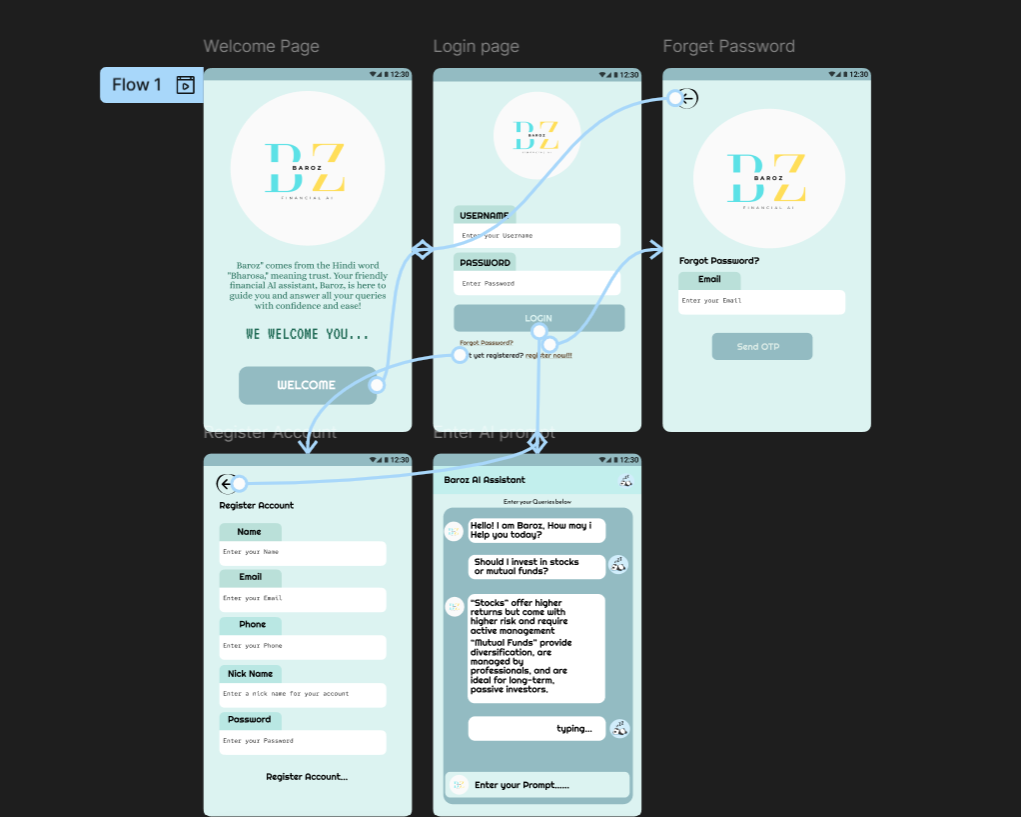 Welcome Page
Login page
Forget Password
Flow 1
12:30
BZ
BAROZ
FINANCIAL AI
Baroz" comes from the Hindi word
"Bharosa," meaning trust. Your friendly
financial AI assistant, Baroz, is here to
guide you and answer all your queries
with confidence and ease!
WE WELCOME YOU...
WELCOME
12:30
BZ
BAROZ
FINANCIAL AI
USERNAME
Enter your Username
PASSWORD
Enter Password
LOGIN
Forgot Password?
yet registered? register now!!!
12:30
BZ
BAROZ
FINANCIAL AI
Forgot Password?
Email
Enter your Email
Send OTP
Register Account
Enter AI prompt
12:30
Register Account
Name
Enter your Name
Email
Enter your Email
Phone
Enter your Phone
Nick Name
Enter a nick name for your account
Password
Enter your Password
Register Account...
12:30
Baroz AI Assistant
Enter your Queries below
Hello! I am Baroz, How may i
Help you today?
Should I invest in stocks
or mutual funds?
"Stocks" offer higher
returns but come with
higher risk and require
active management
"Mutual Funds" provide
diversification, are
managed by
professionals, and are
ideal for long-term,
passive investors.
typing...
Enter your Prompt......